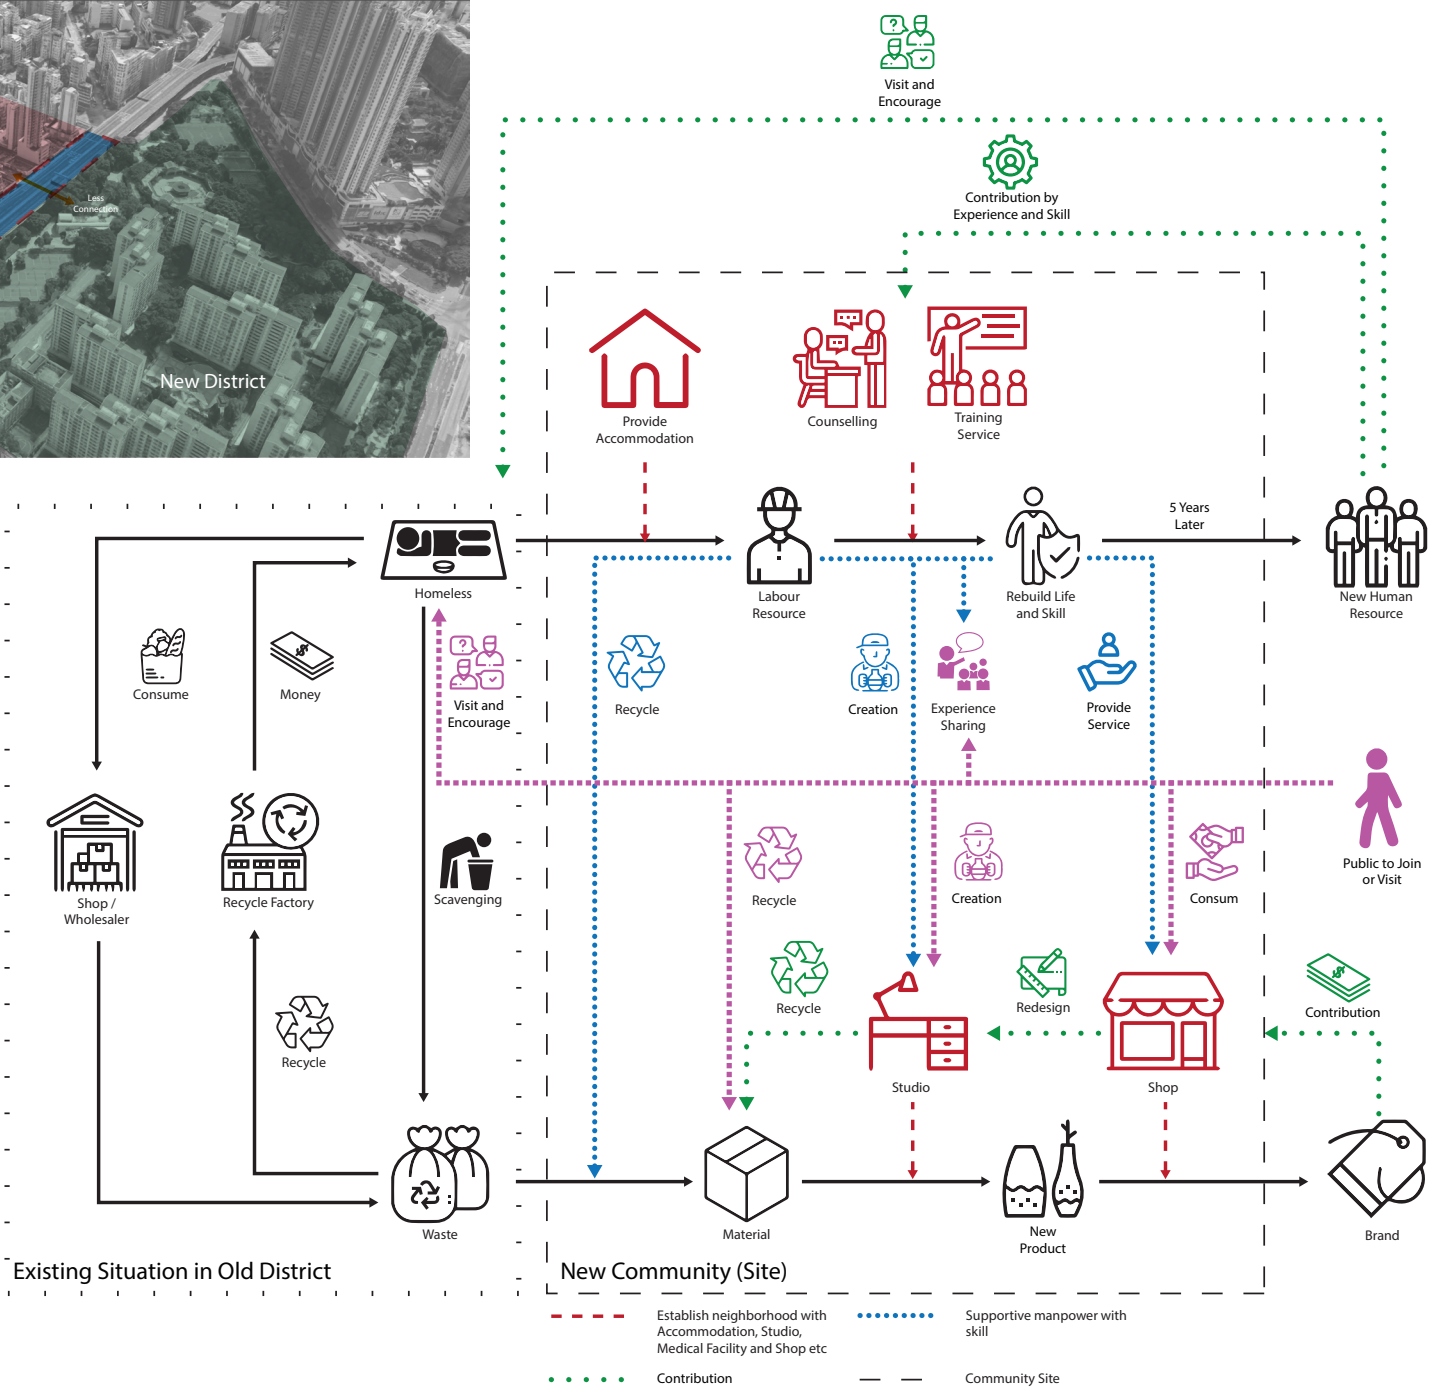 Visit and
Encourage
Contribution by
Experience and Skill
Less
Connection
New District
Provide
Accommodation
Counselling
Training
Service
5 Years
Later
Homeless
Labour
Resource
Rebuild Life
and Skill
New Human
Resource
Consume
Money
Visit and
Encourage
Recycle
Creation
Experience
Sharing
Provide
Service
Public to Join
or Visit
Shop /
Wholesaler
Recycle Factory
Scavenging
Recycle
Creation
Consum
Recycle
Redesign
Contribution
Recycle
Studio
Shop
Waste
Material
New
Product
Brand
Existing Situation in Old District
New Community (Site)
Establish neighborhood with
Accommodation, Studio,
Medical Facility and Shop etc
Supportive manpower with
skill
Contribution
Community Site